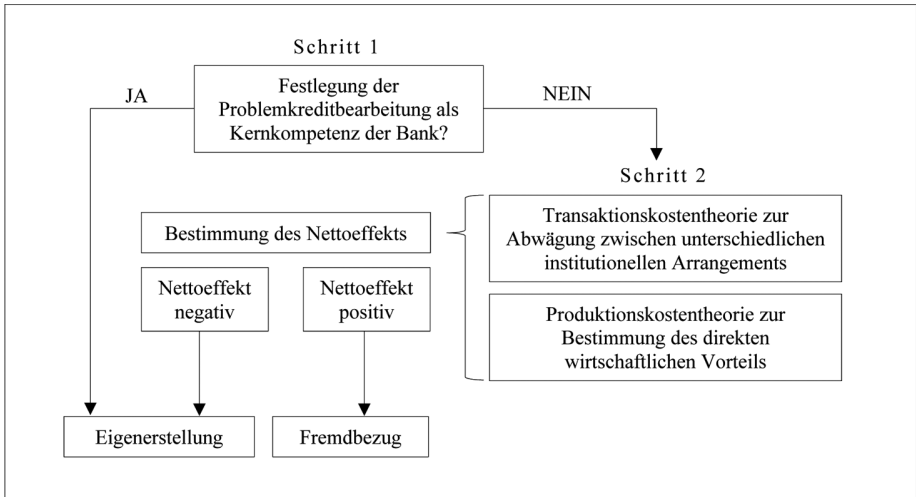 Schritt 1
Festlegung der
Problemkreditbearbeitung als
Kernkompetenz der Bank?
JA
NEIN
Schritt 2
Transaktionskostentheorie zur
Abwägung zwischen unterschiedlichen
institutionellen Arrangements
Produktionskostentheorie zur
Bestimmung des direkten
wirtschaftlichen Vorteils
Bestimmung des Nettoeffekts
Nettoeffekt
negativ
Nettoeffekt
positiv
Eigenerstellung
Fremdbezug